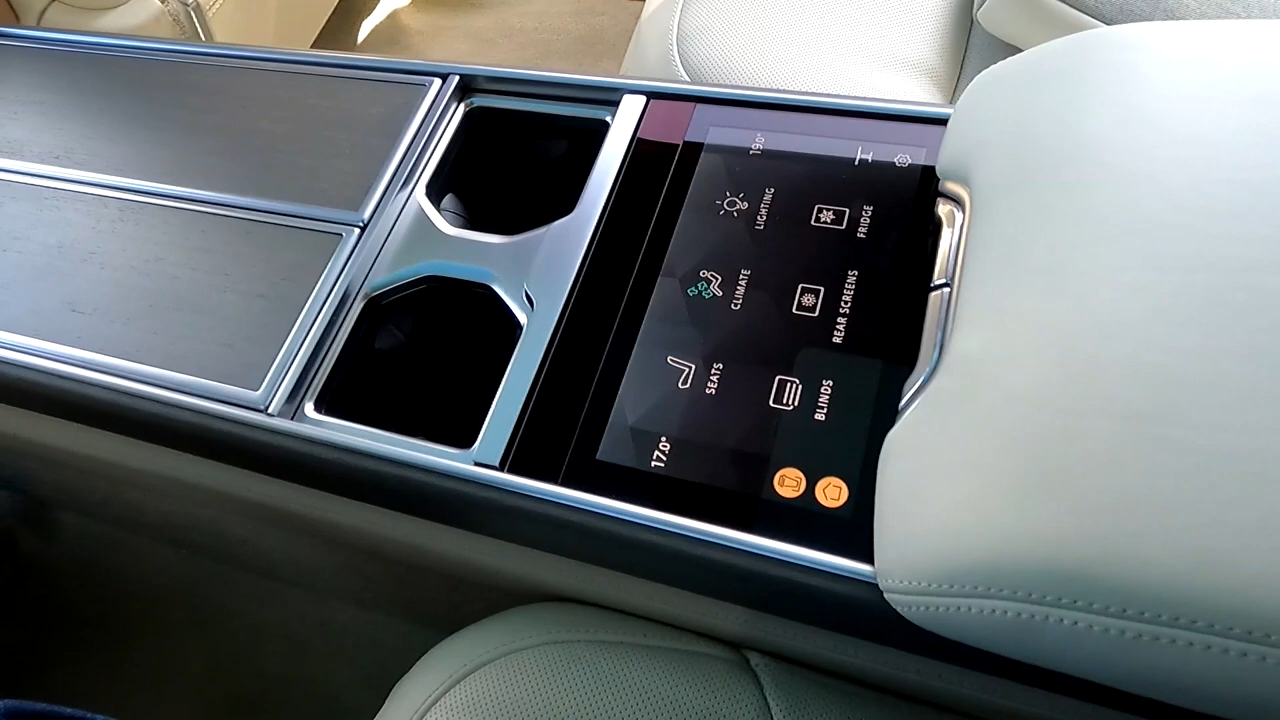 17.0°
19.0°
SEATS
CLIMATE
LIGHTING
BLINDS
REAR SCREENS
FRIDGE